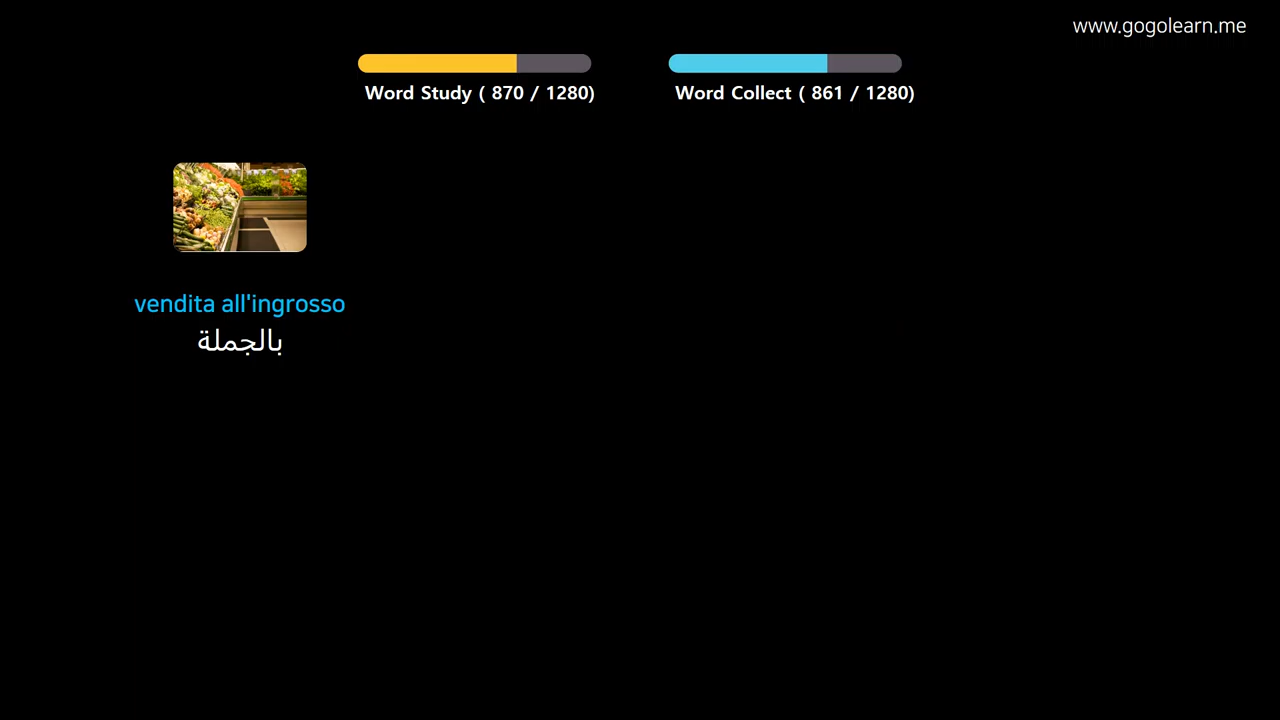 www.gogolearn.me
Word Study ( 870 / 1280)
Word Collect ( 861 / 1280)
vendita all'ingrosso
بالجملة